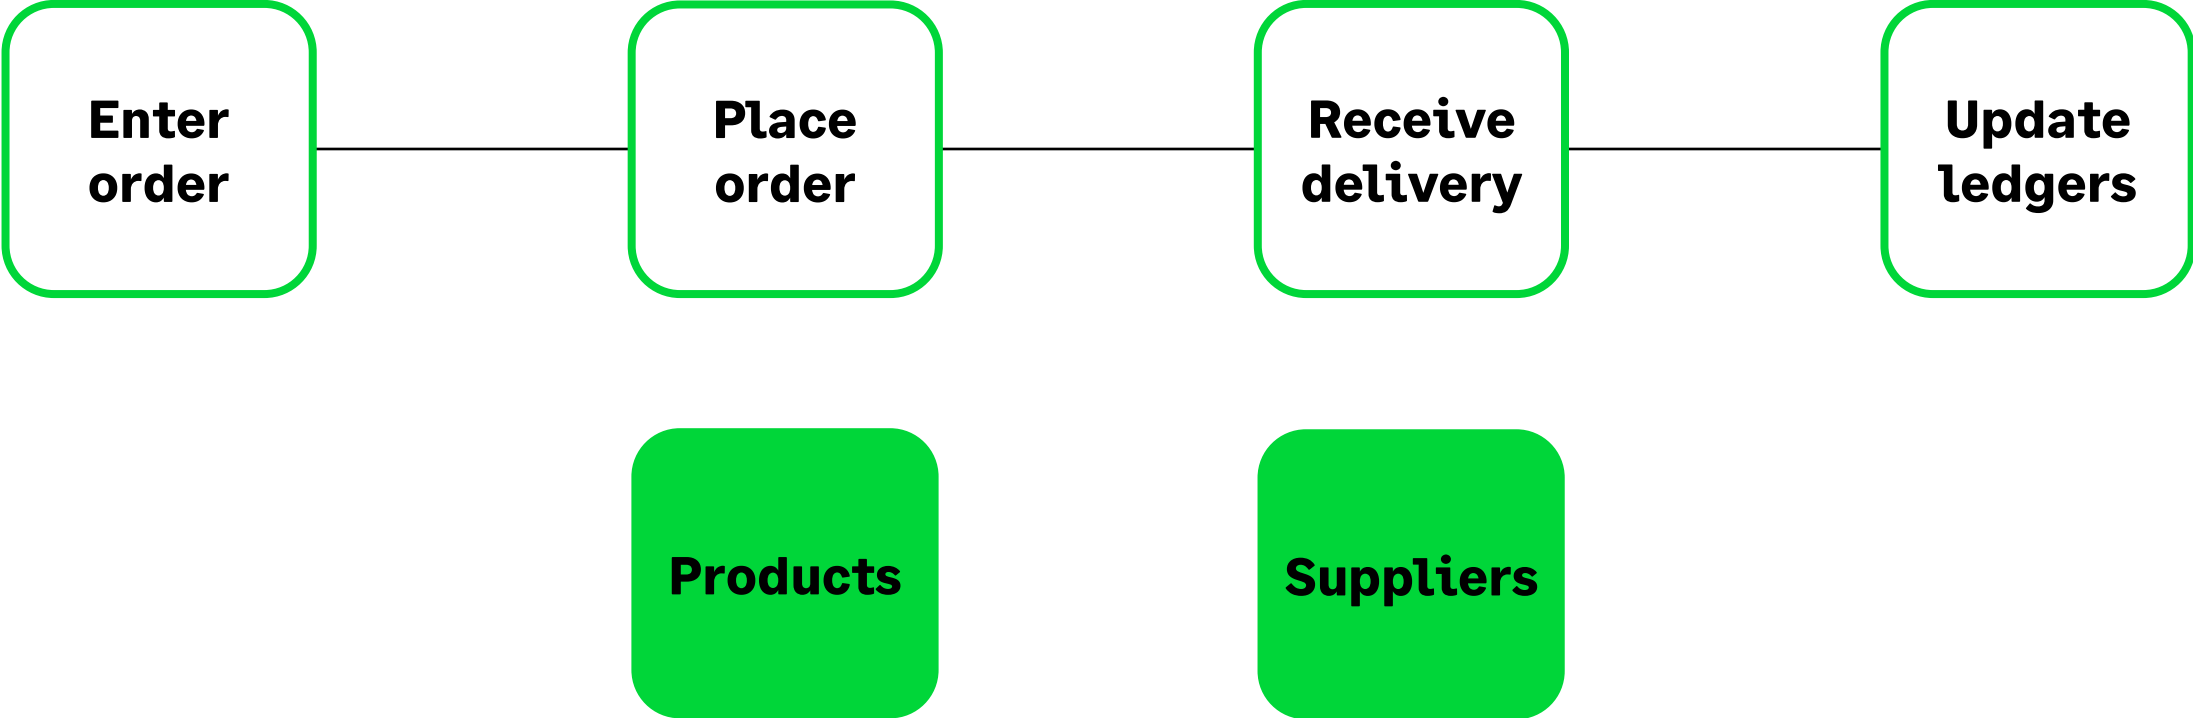 Enter
order
Place
order
Receive
delivery
Update
ledgers
Products
Suppliers